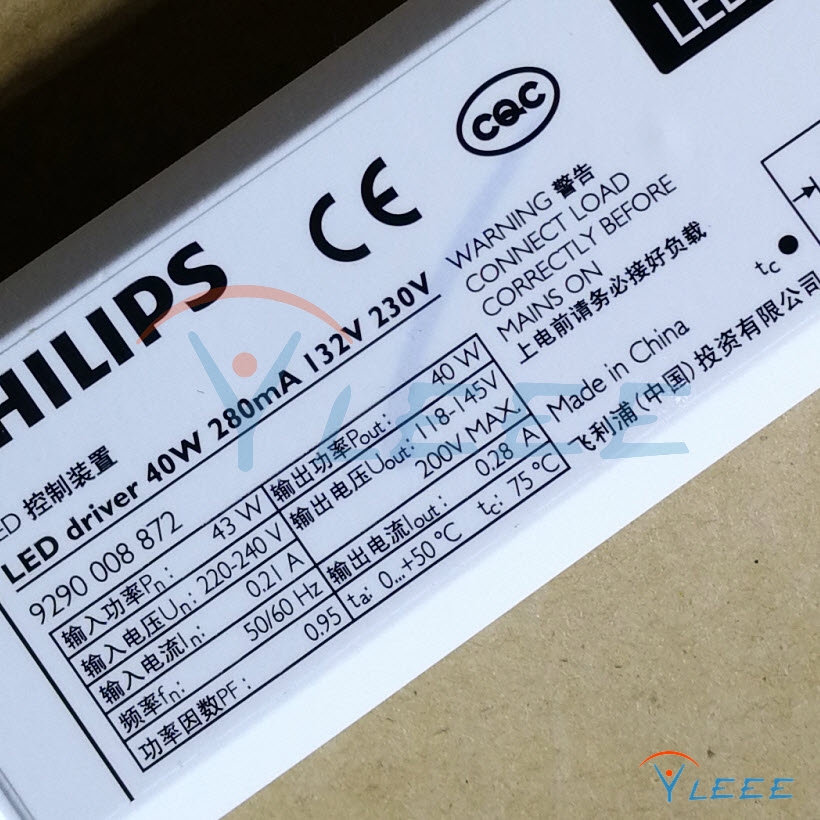 PHILIPS
CE
CQC
LED
LED 控制装置
LED driver 40W 280mA 132V 230V
9290 008 872
输入功率Pn: 43 W
输入电压Un: 220-240 V
输入电流In: 0.21 A
频率fn: 50/60 Hz
功率因数PF: 0.95
输出功率Pout: 40 W
输出电压Uout: 118-145V
200V MAX.
输出电流Iout: 0.28 A
ta: 0...+50 °C tc: 75 °C
WARNING 警告
CONNECT LOAD
CORRECTLY BEFORE
MAINS ON
上电前请务必接好负载
Made in China
飞利浦(中国)投资有限公司
tc
YLEEE
YLEEE